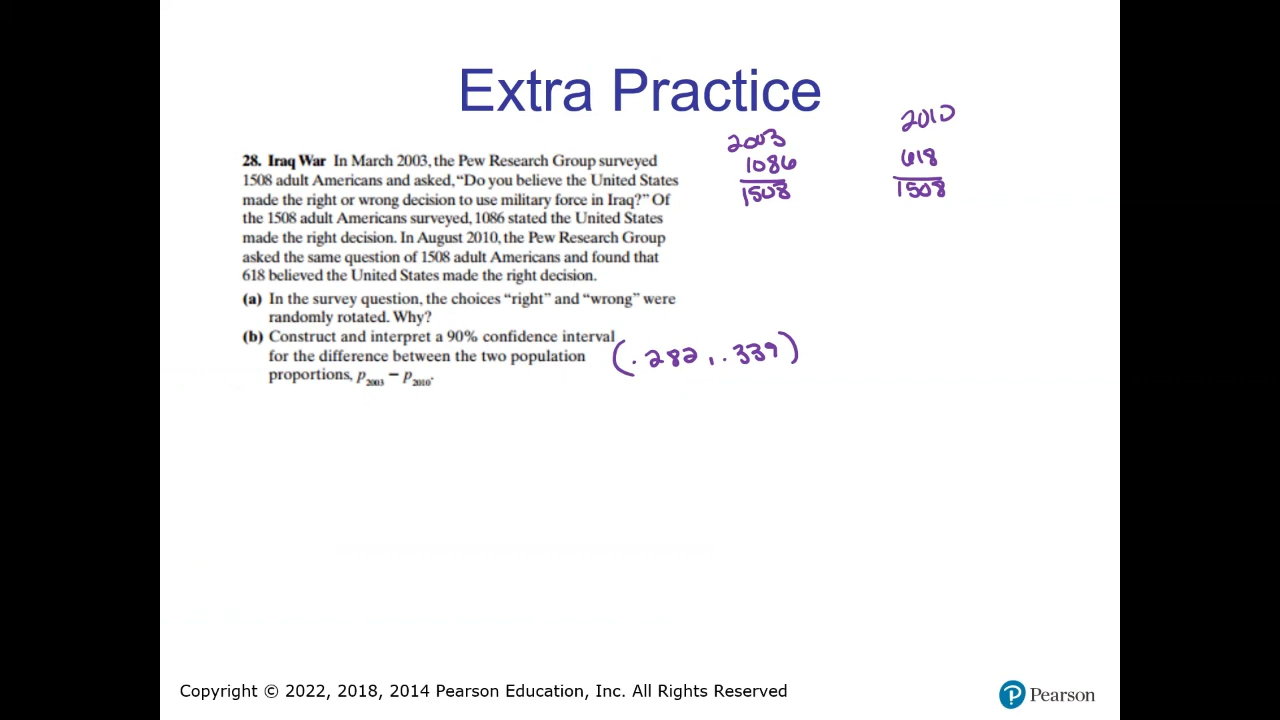 Extra Practice
2003
1086
1508
2010
618
1508
28. Iraq War In March 2003, the Pew Research Group surveyed
1508 adult Americans and asked, “Do you believe the United States
made the right or wrong decision to use military force in Iraq?” Of
the 1508 adult Americans surveyed, 1086 stated the United States
made the right decision. In August 2010, the Pew Research Group
asked the same question of 1508 adult Americans and found that
618 believed the United States made the right decision.
(a) In the survey question, the choices “right” and “wrong” were
randomly rotated. Why?
(b) Construct and interpret a 90% confidence interval
for the difference between the two population
proportions, p2003 − p2010.
(.282, .339)
Copyright © 2022, 2018, 2014 Pearson Education, Inc. All Rights Reserved
P Pearson